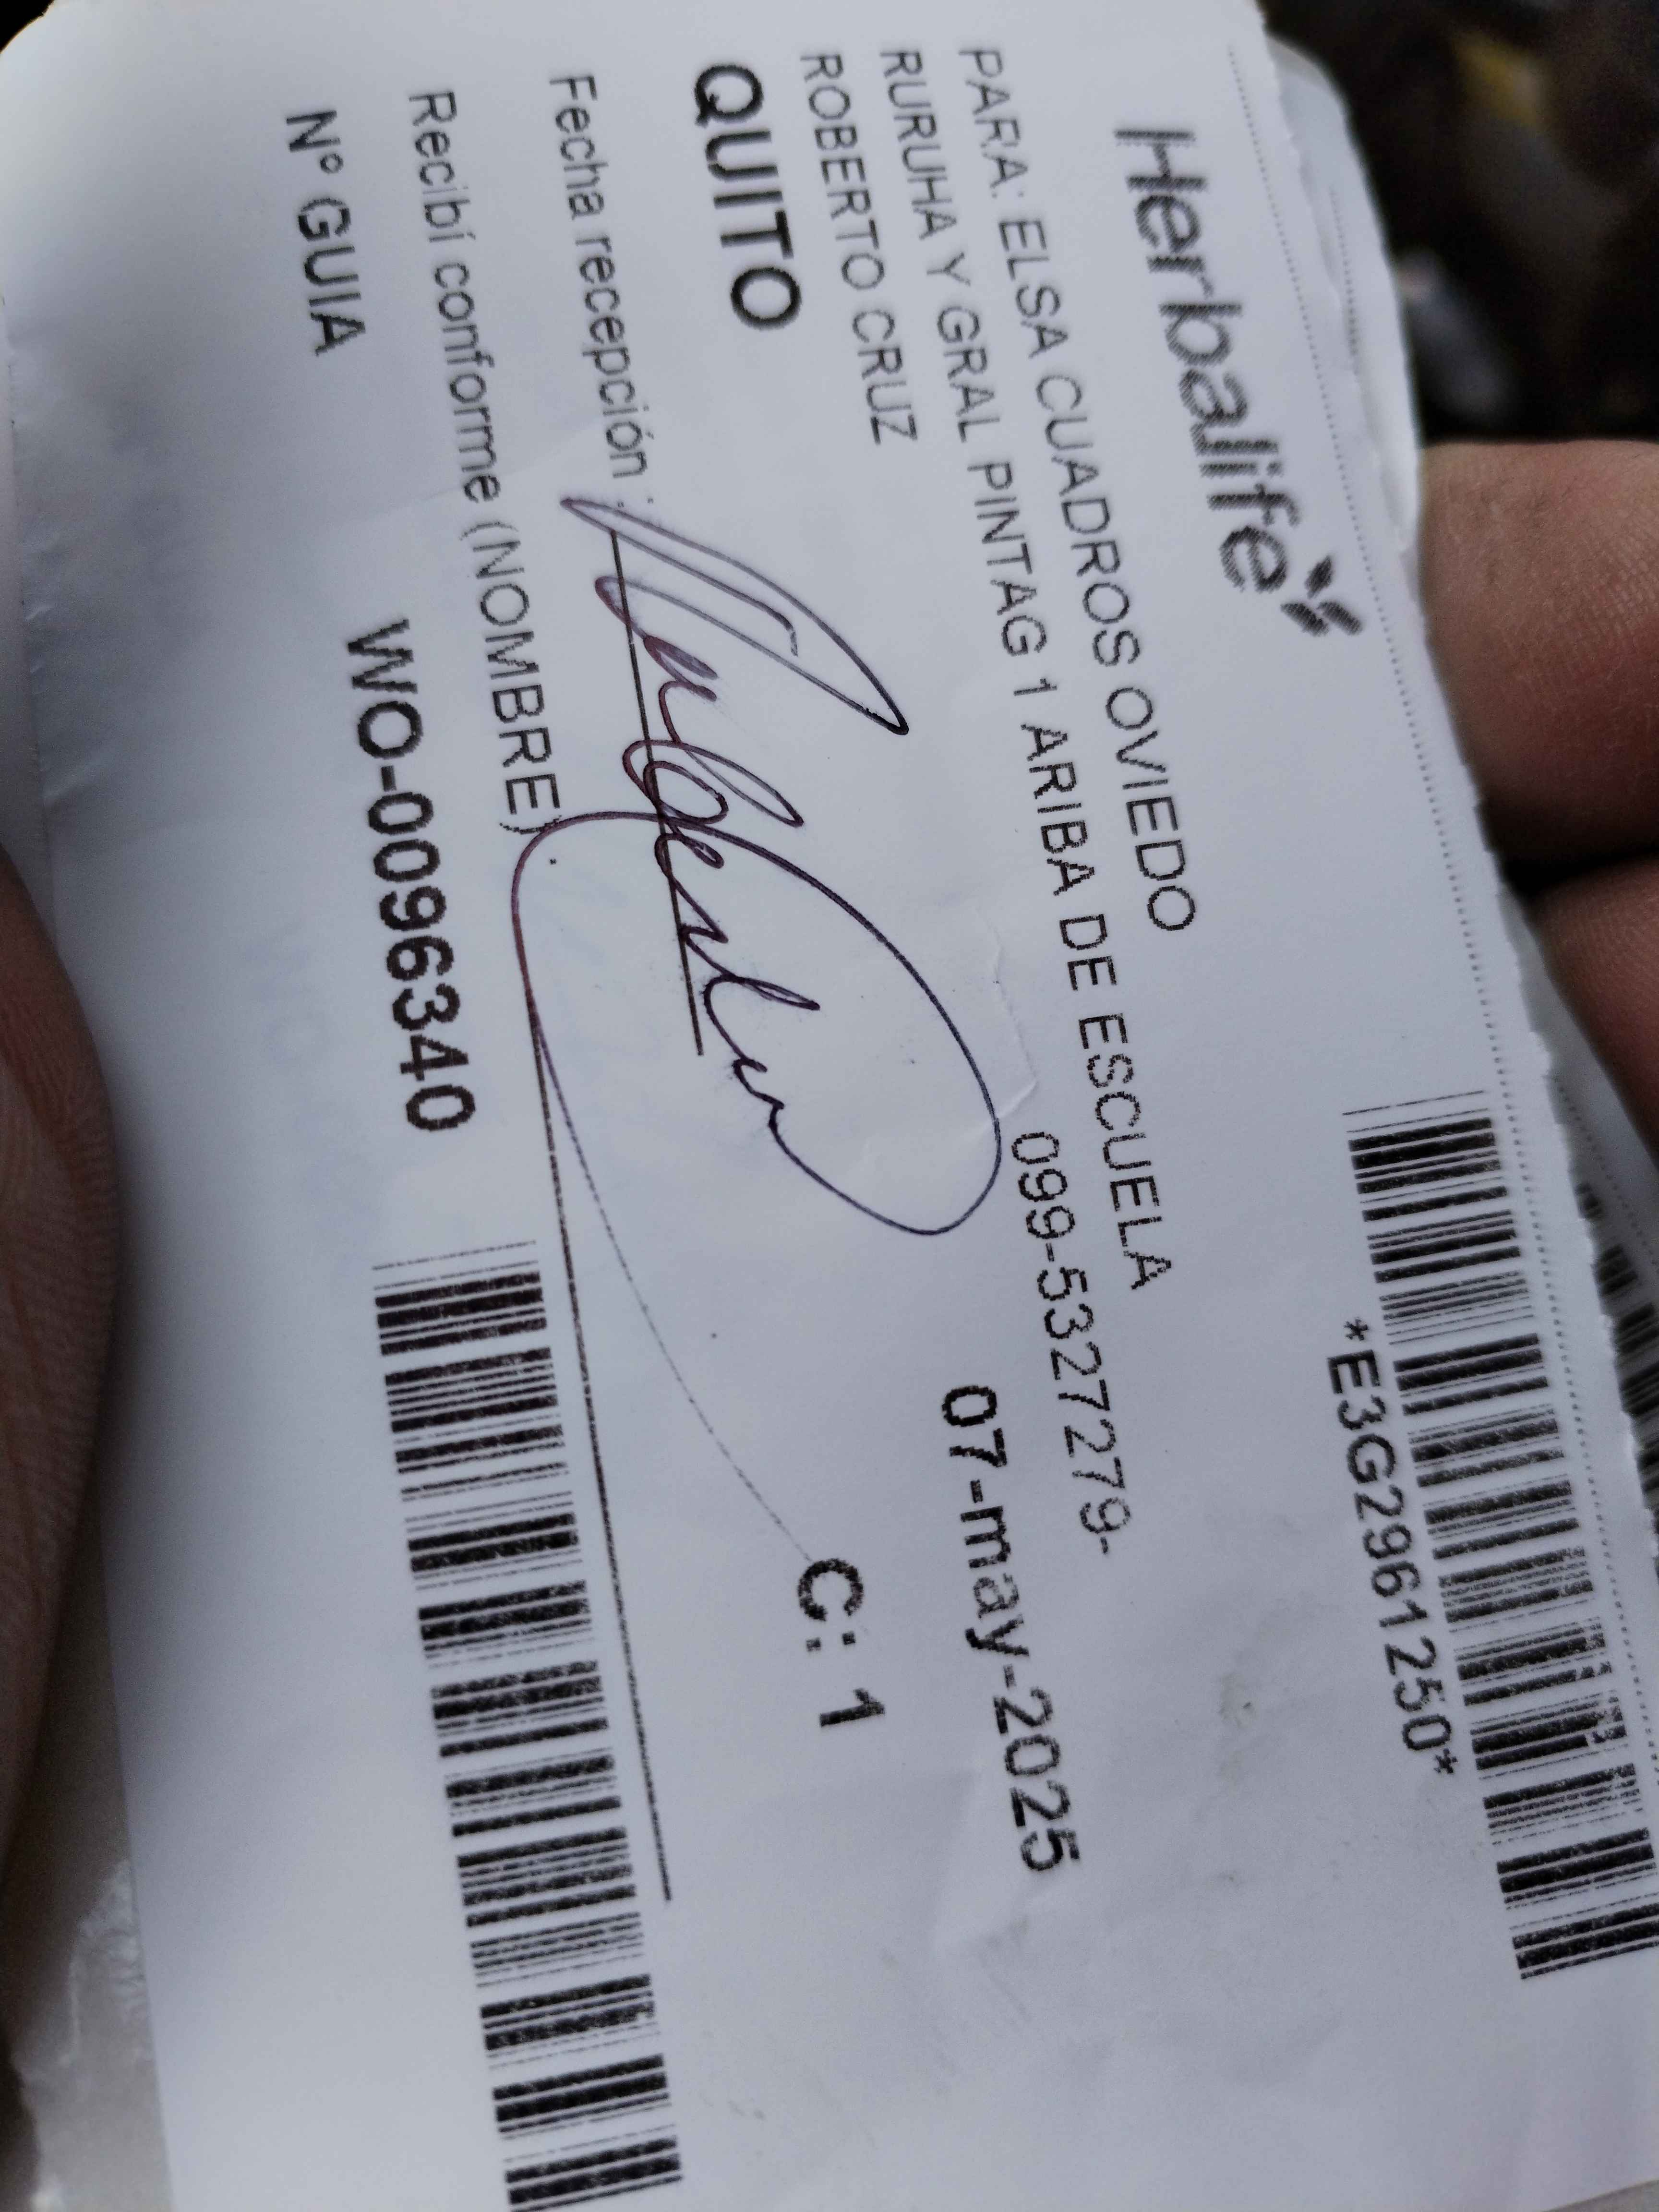 Herbalife
*E3G2961250*
PARA: ELSA CUADROS OVIEDO
RURUHA Y GRAL PINTAG 1 ARIBA DE ESCUELA
ROBERTO CRUZ
099-5327279-
QUITO
07-may-2025
C: 1
Fecha recepción :
Recibí conforme (NOMBRE)
Nº GUIA
WO-0096340